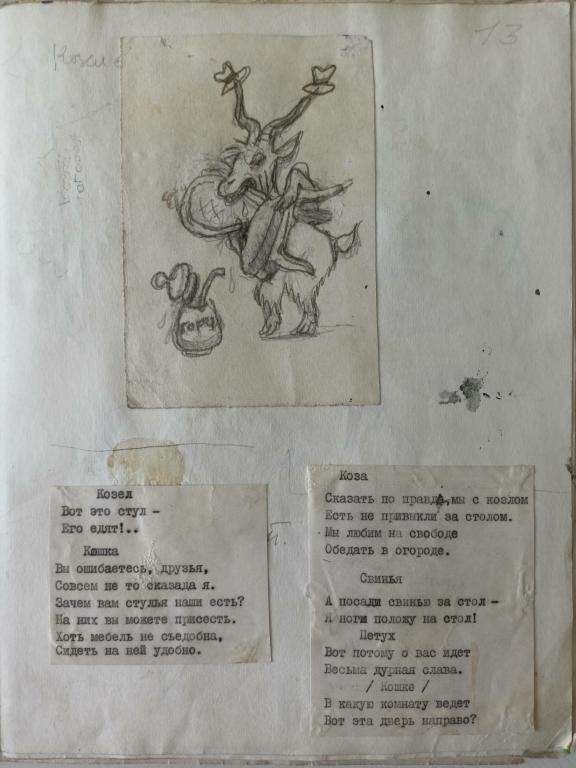 13
Козел
горч
Козел
Вот это стул –
Его едят!..
Кошка
Вы ошибаетесь, друзья,
Совсем не то сказада я.
Зачем вам стулья наши есть?
На них вы можете присесть.
Хоть мебель не съедобна,
Сидеть на ней удобно.
Коза
Сказать по правде,мы с козлом
Есть не привыкли за столом.
Мы любим на свободе
Обедать в огороде.
Свинья
А посади свинью за стол –
Я ноги положу на стол!
Петух
Вот потому о вас идет
Весьма дурная слава.
/ Кошке /
В какую комнату ведет
Вот эта дверь направо?